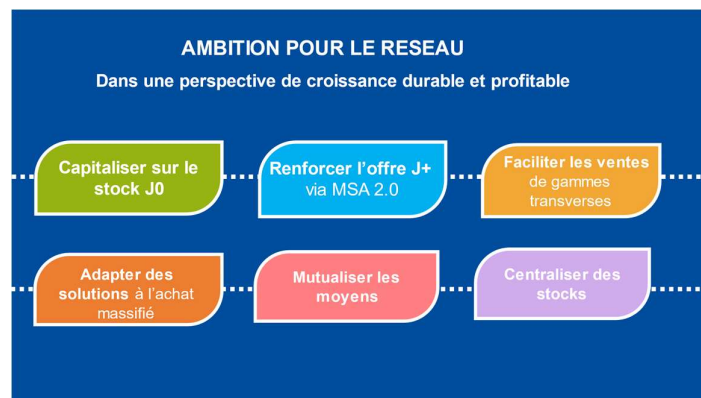 AMBITION POUR LE RESEAU
Dans une perspective de croissance durable et profitable
Capitaliser sur le
stock J0
Renforcer l’offre J+
via MSA 2.0
Faciliter les ventes
de gammes
transverses
Adapter des
solutions à l’achat
massifié
Mutualiser les
moyens
Centraliser des
stocks